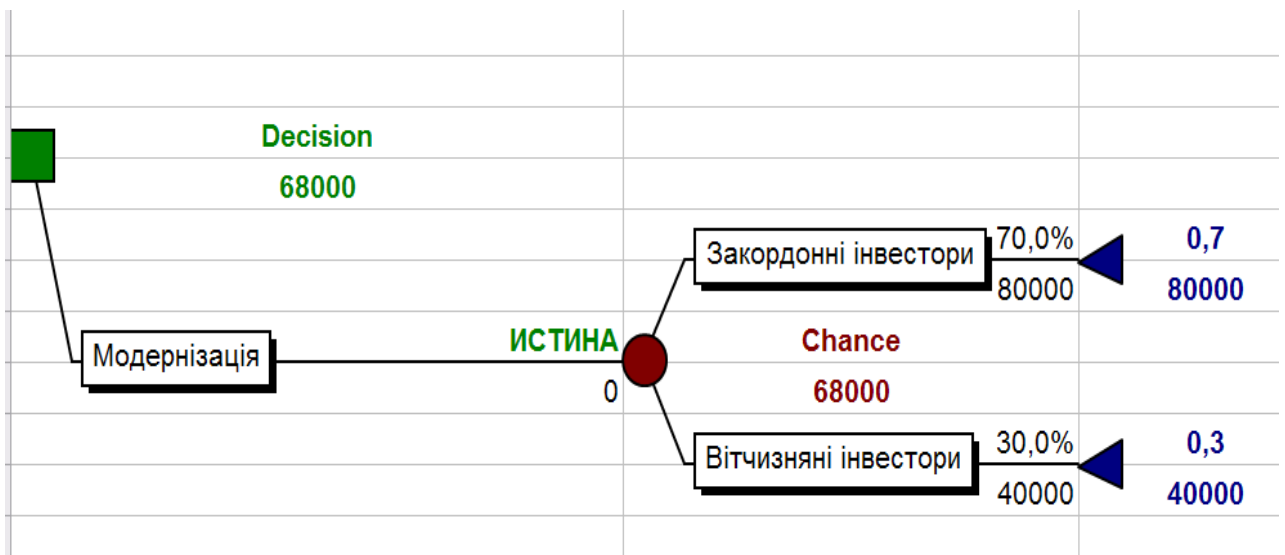 Decision
68000
Закордонні інвестори
70,0%
80000
0,7
80000
Модернізація
ИСТИНА
0
Chance
68000
Вітчизняні інвестори
30,0%
40000
0,3
40000